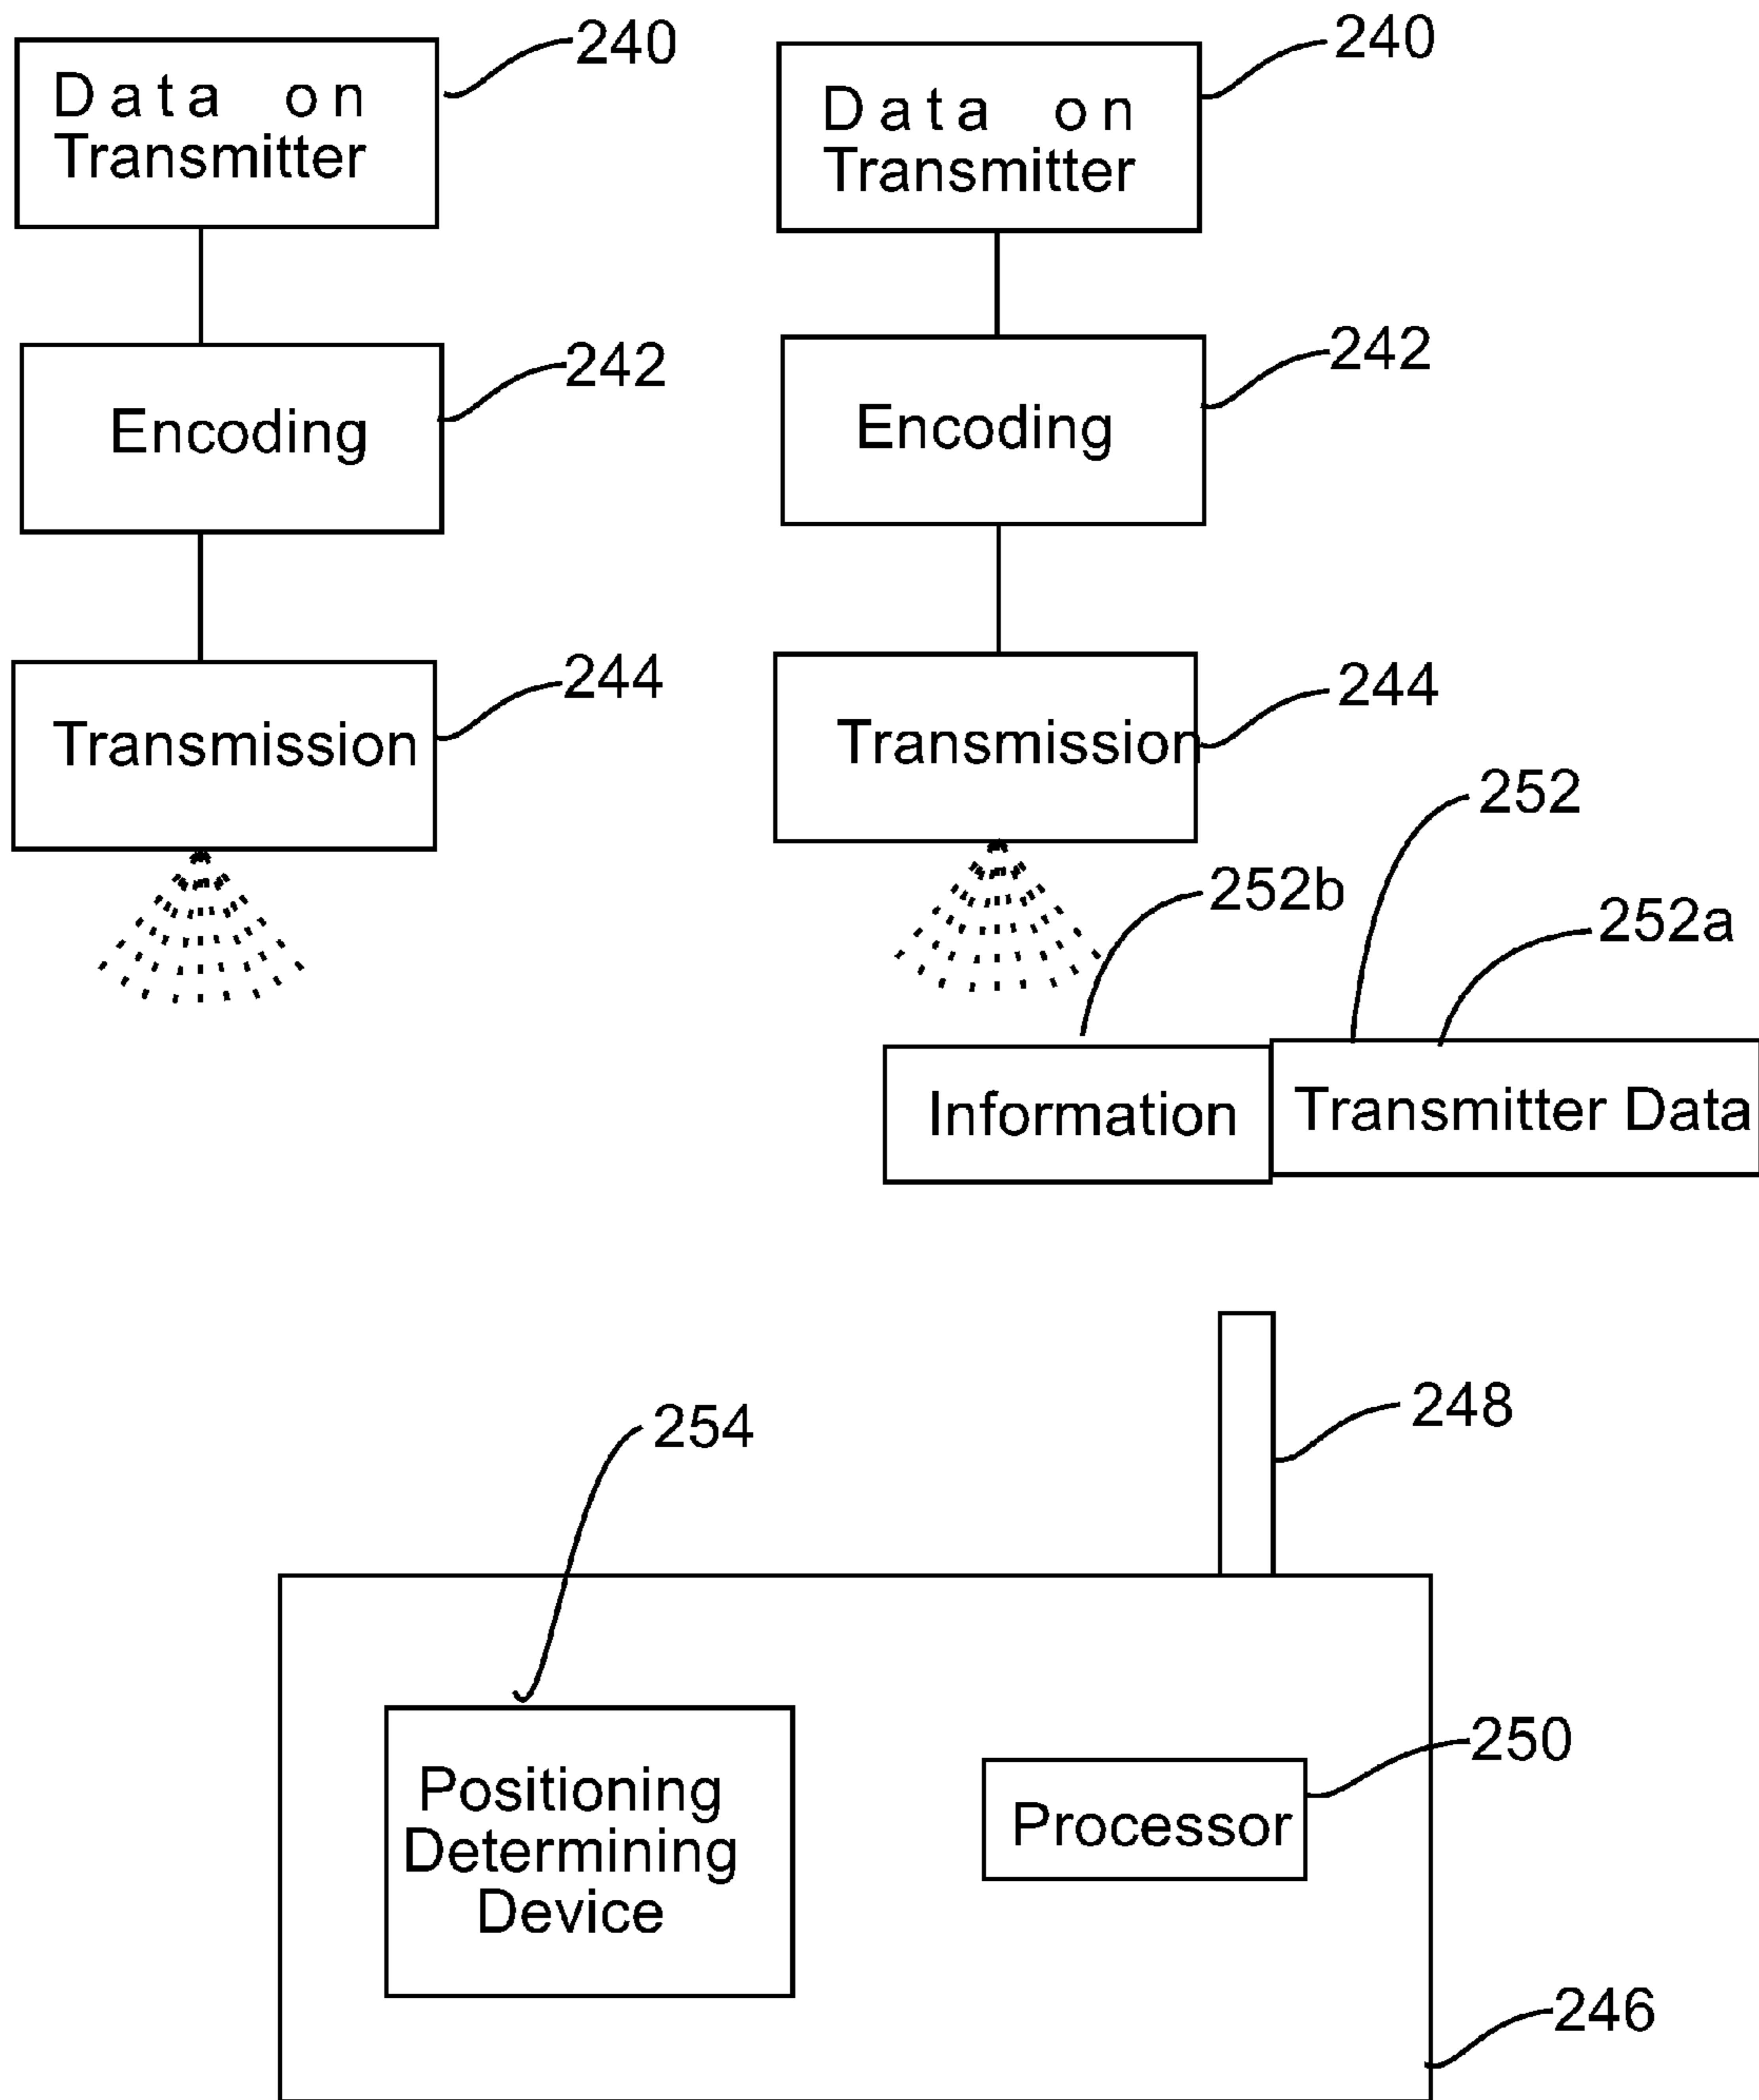 240
240
Data on
Transmitter
Data on
Transmitter
242
242
Encoding
Encoding
244
244
Transmission
Transmission
252
252b
252a
Information
Transmitter Data
248
254
250
Positioning
Determining
Device
Processor
246